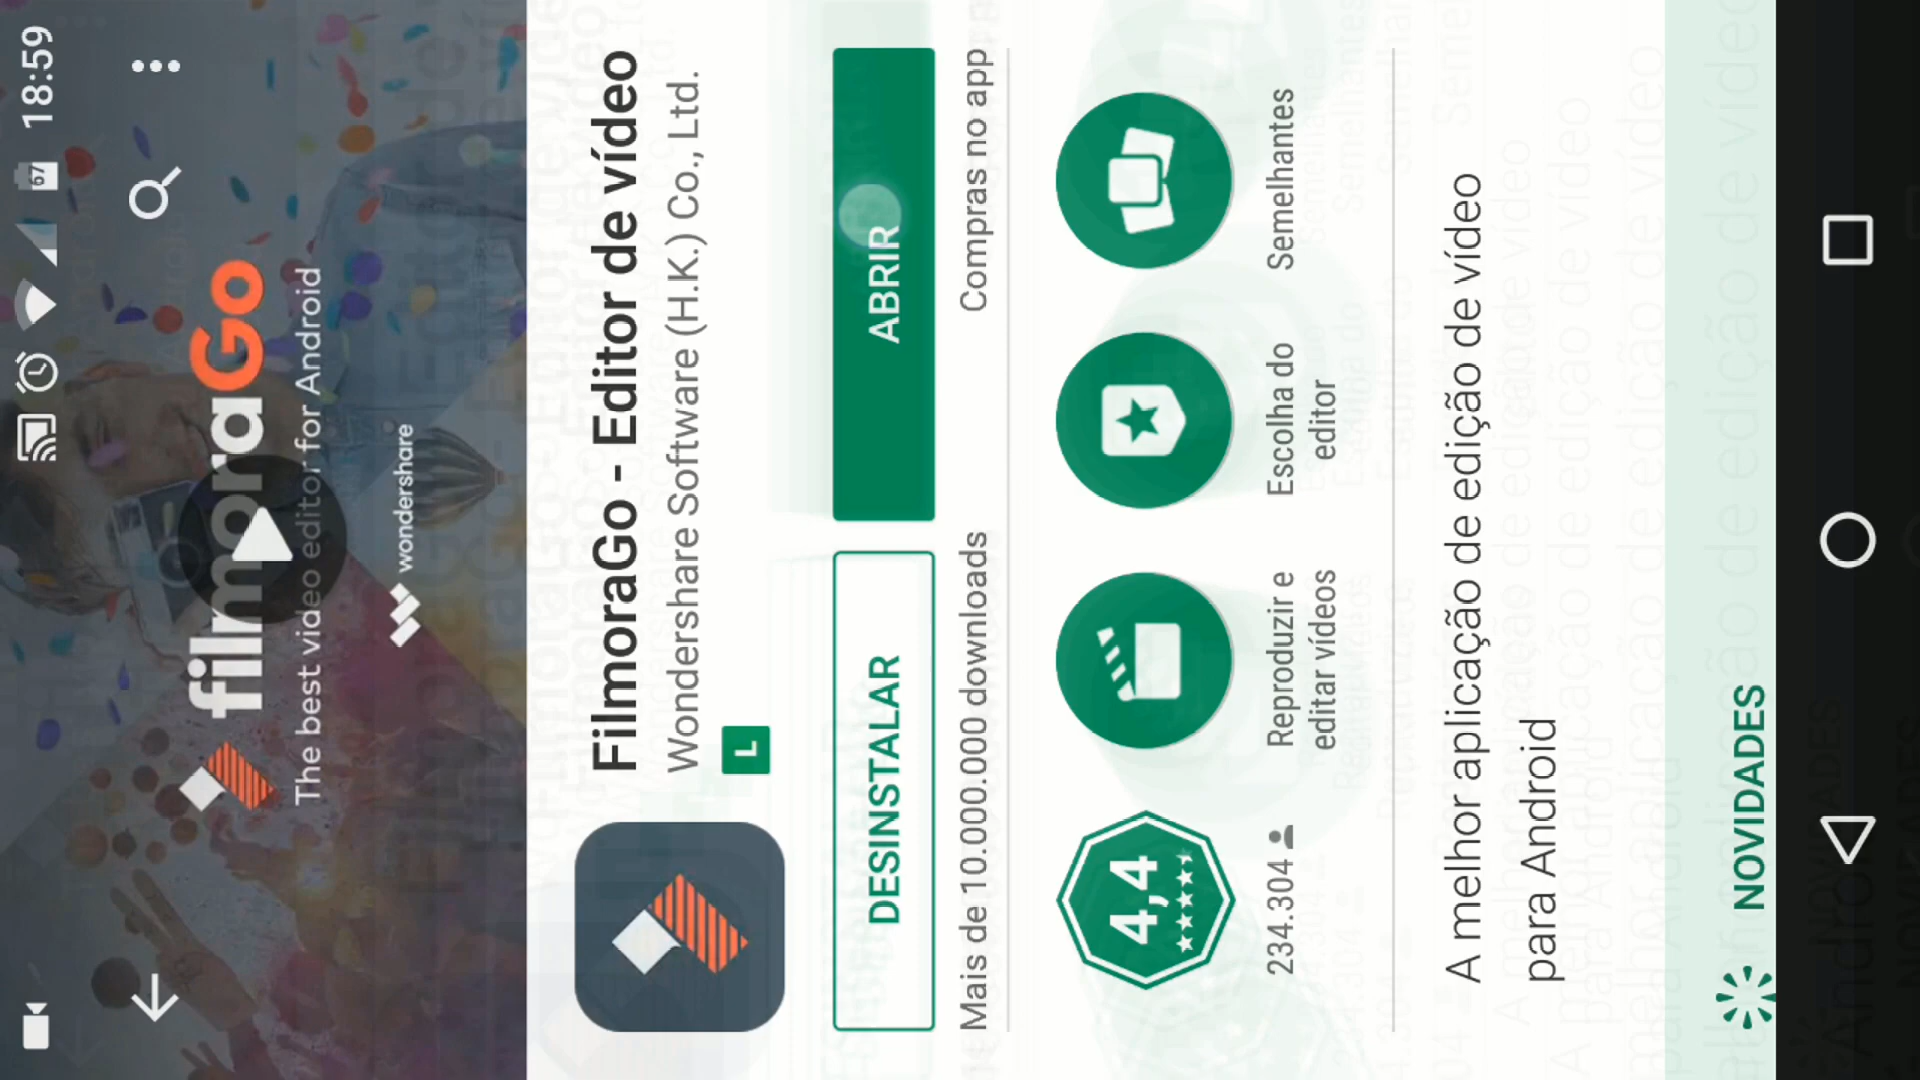 18:59
67
filmoraGo
The best video editor for Android
wondershare
FilmoraGo - Editor de vídeo
Wondershare Software (H.K.) Co., Ltd.
L
DESINSTALAR
ABRIR
Mais de 10.000.000 downloads
Compras no app
4,4
234.304
Reproduzir e
editar vídeos
Escolha do
editor
Semelhantes
A melhor aplicação de edição de vídeo
para Android
NOVIDADES